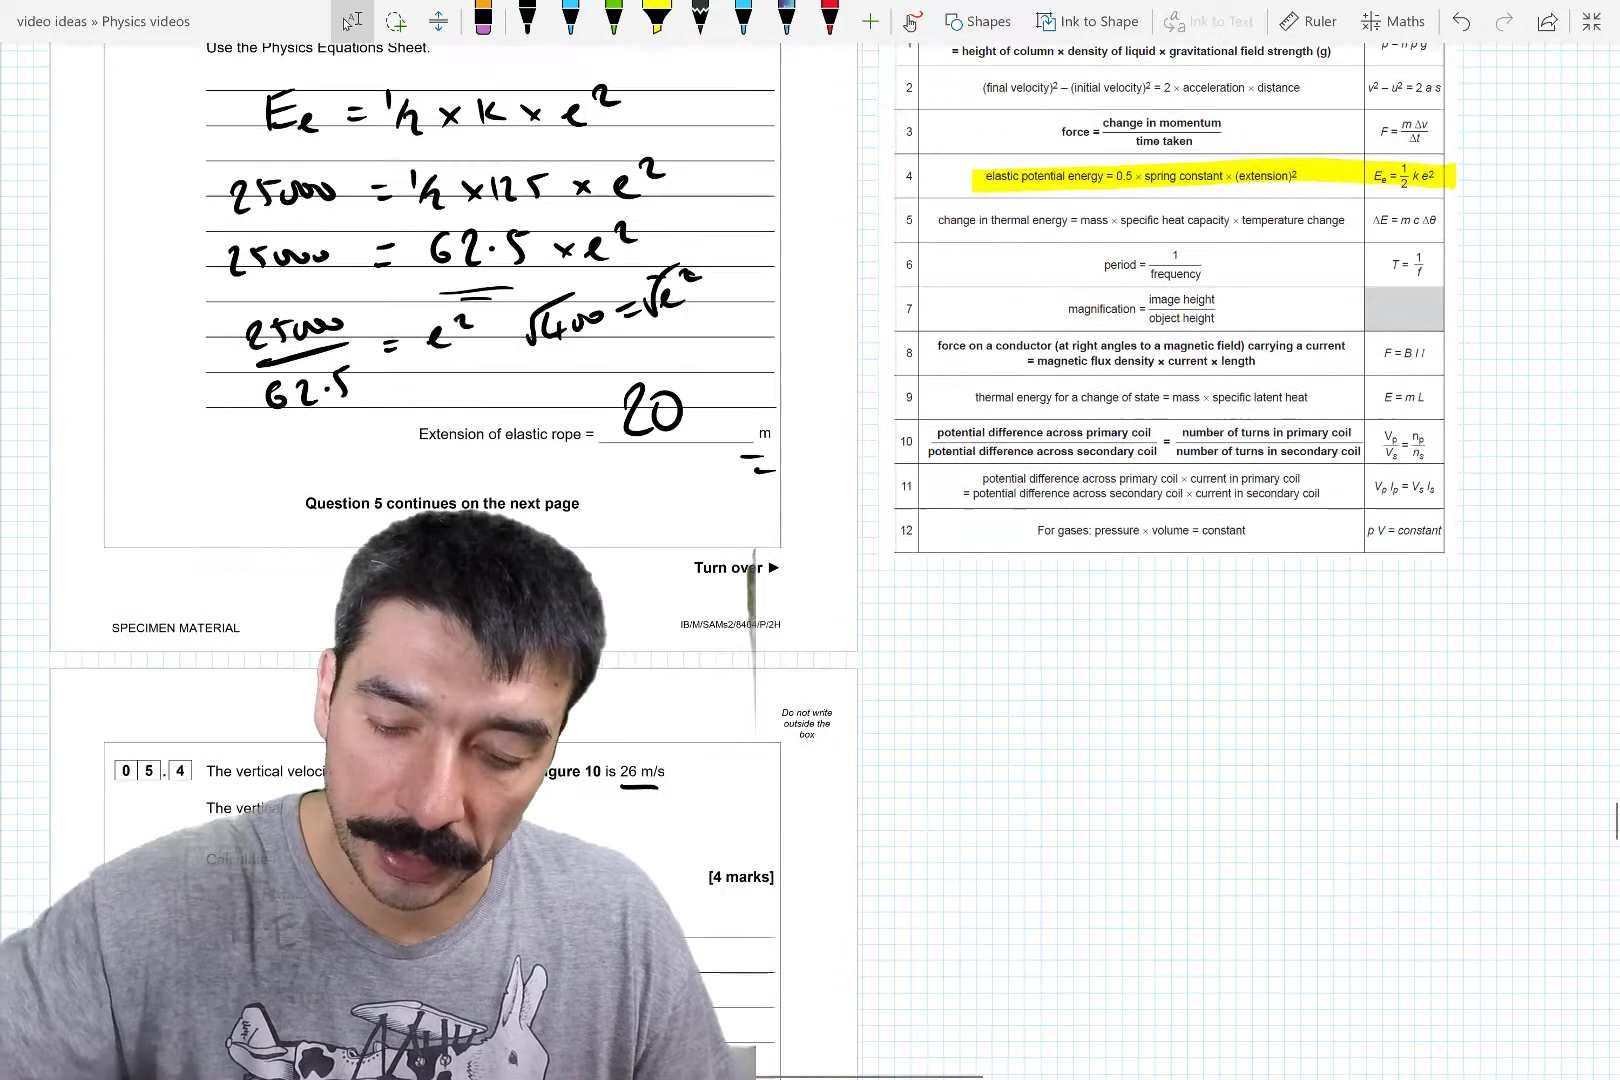 video ideas » Physics videos
Shapes
Ink to Shape
Ink to Text
Ruler
Maths
Use the Physics Equations Sheet.
Ee = 1/2 × k × e²
25000 = 1/2 × 125 × e²
25000 = 62.5 × e²
25000 / 62.5 = e²
√400 = √e²
20
Extension of elastic rope = m
Question 5 continues on the next page
Turn over ►
SPECIMEN MATERIAL
IB/M/SAMs2/8464/P/2H
Do not write
outside the
box
0 5 . 4 The vertical gure 10 is 26 m/s
The
Calculate
[4 marks]
= height of column × density of liquid × gravitational field strength (g) p = h ρ g
2 (final velocity)² – (initial velocity)² = 2 × acceleration × distance v² – u² = 2 a s
3 force = change in momentum / time taken F = m Δv / Δt
4 elastic potential energy = 0.5 × spring constant × (extension)² Ee = 1/2 k e²
5 change in thermal energy = mass × specific heat capacity × temperature change ΔE = m c Δθ
6 period = 1 / frequency T = 1 / f
7 magnification = image height / object height
8 force on a conductor (at right angles to a magnetic field) carrying a current
= magnetic flux density × current × length F = B I l
9 thermal energy for a change of state = mass × specific latent heat E = m L
10 potential difference across primary coil / potential difference across secondary coil = number of turns in primary coil / number of turns in secondary coil Vp / Vs = np / ns
11 potential difference across primary coil × current in primary coil
= potential difference across secondary coil × current in secondary coil Vp Ip = Vs Is
12 For gases: pressure × volume = constant p V = constant